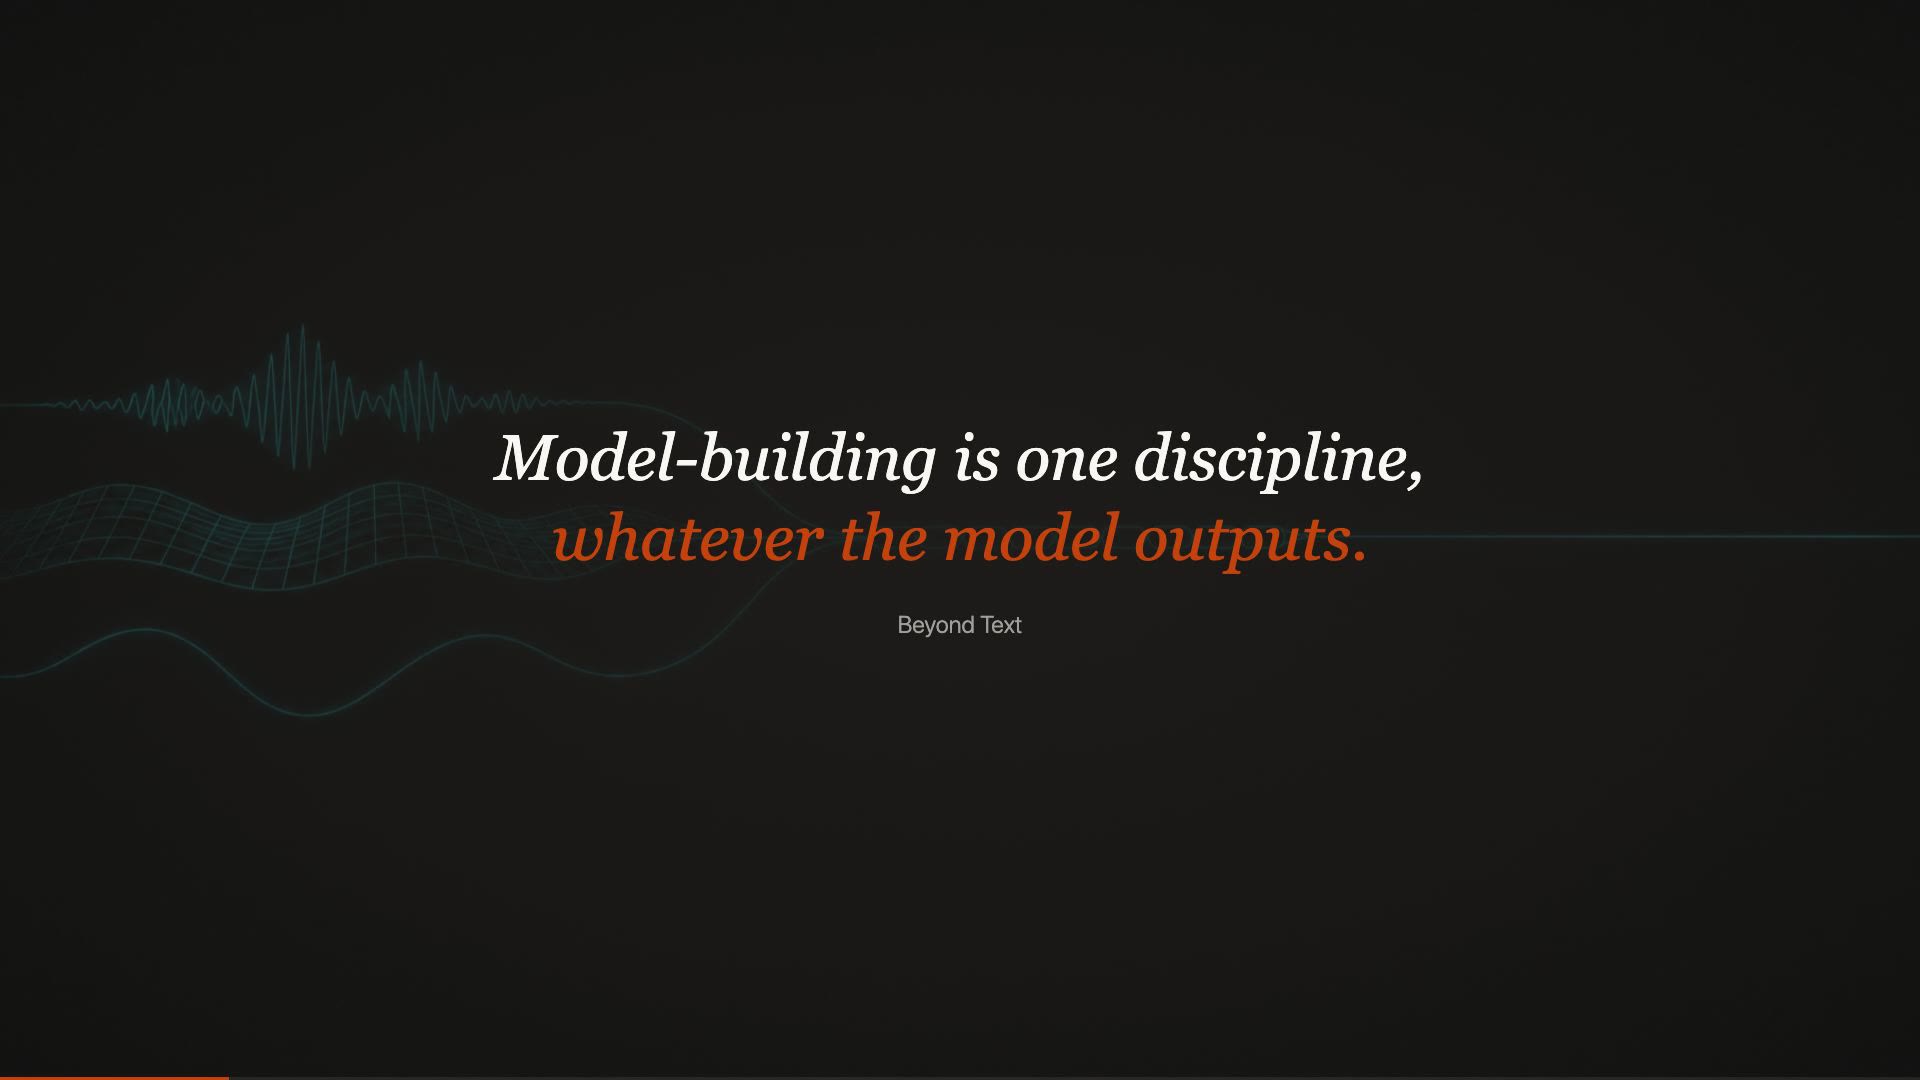 Model-building is one discipline,
whatever the model outputs.
Beyond Text